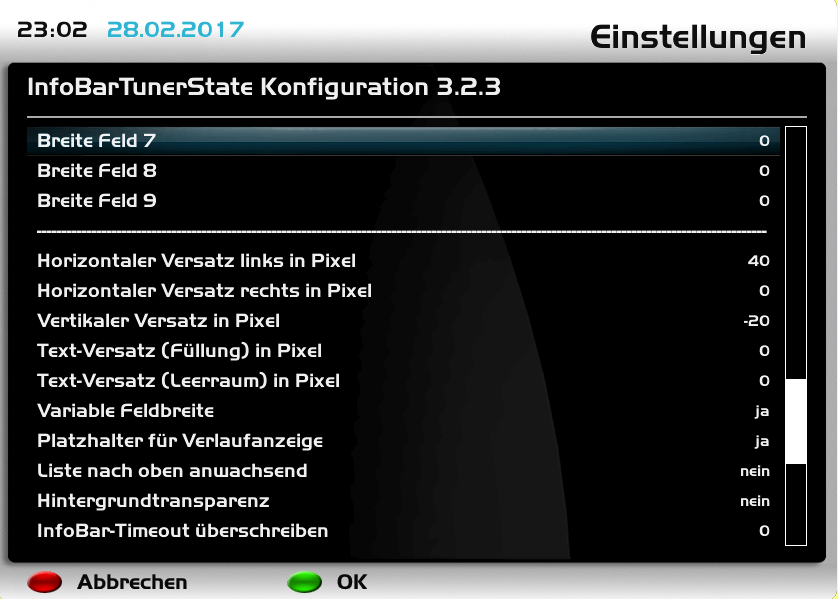 23:02 28.02.2017 Einstellungen
InfoBarTunerState Konfiguration 3.2.3
Breite Feld 7 0
Breite Feld 8 0
Breite Feld 9 0
Horizontaler Versatz links in Pixel 40
Horizontaler Versatz rechts in Pixel 0
Vertikaler Versatz in Pixel -20
Text-Versatz (Füllung) in Pixel 0
Text-Versatz (Leerraum) in Pixel 0
Variable Feldbreite ja
Platzhalter für Verlaufanzeige ja
Liste nach oben anwachsend nein
Hintergrundtransparenz nein
InfoBar-Timeout überschreiben 0
Abbrechen OK